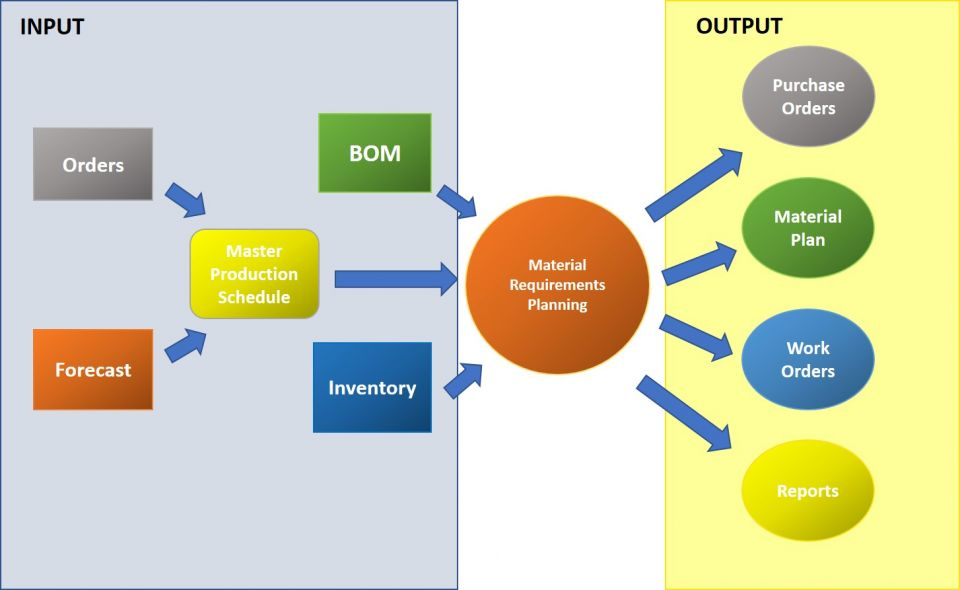 INPUT
OUTPUT
Orders
Forecast
Master
Production
Schedule
BOM
Inventory
Material
Requirements
Planning
Purchase
Orders
Material
Plan
Work
Orders
Reports